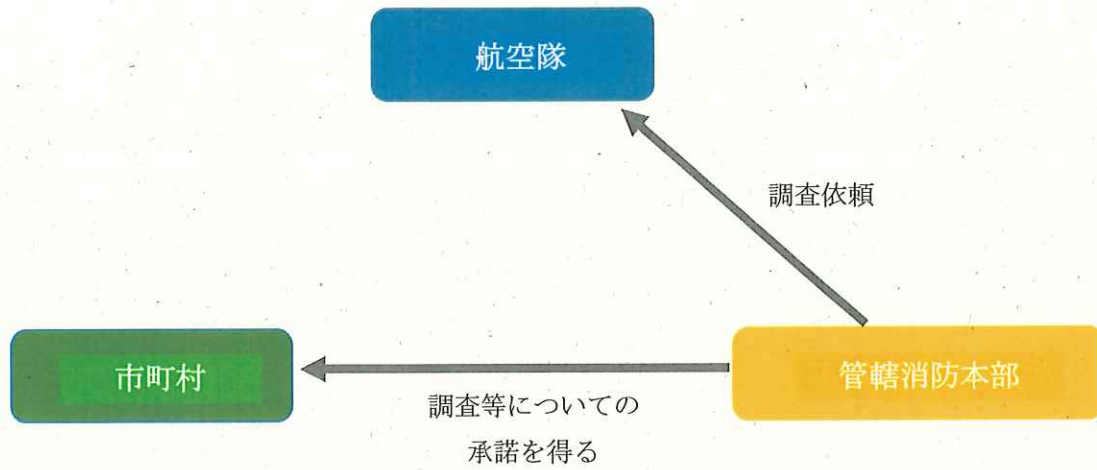 航空隊
調査依頼
市町村
管轄消防本部
調査等についての
承諾を得る